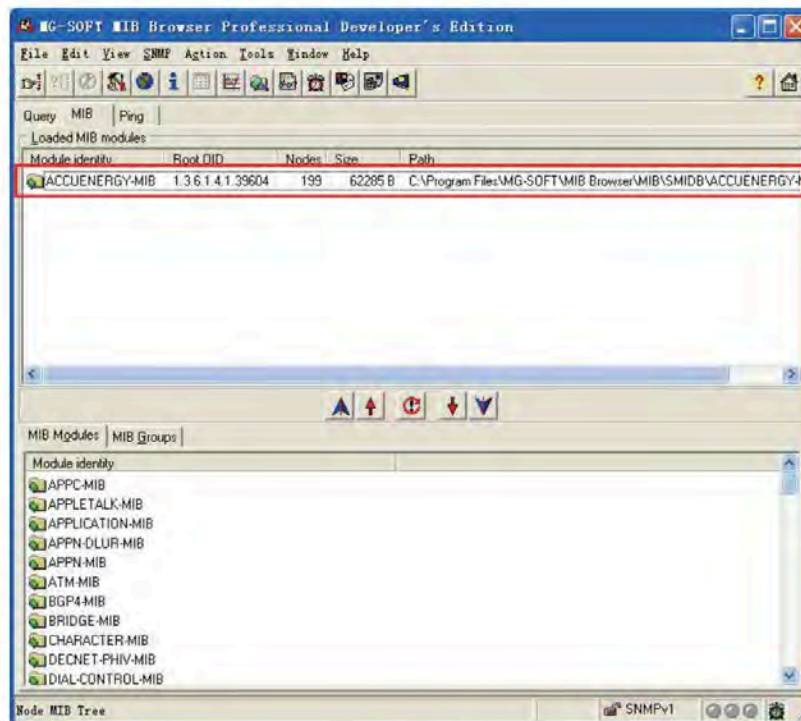 MG-SOFT MIB Browser Professional Developer's Edition
File Edit View SNMP Action Tools Window Help
Query MIB Ping
Loaded MIB modules
Module identity Root OID Nodes Size Path
ACCUENERGY-MIB 1.3.6.1.4.1.39604 199 62285 B C:\Program Files\MG-SOFT\MIB Browser\MIB\SMIDB\ACCUENERGY-M
MIB Modules MIB Groups
Module identity
APPC-MIB
APPLETALK-MIB
APPLICATION-MIB
APPN-DLUR-MIB
APPN-MIB
ATM-MIB
BGP4-MIB
BRIDGE-MIB
CHARACTER-MIB
DECNET-PHIV-MIB
DIAL-CONTROL-MIB
Node MIB Tree SNMPv1